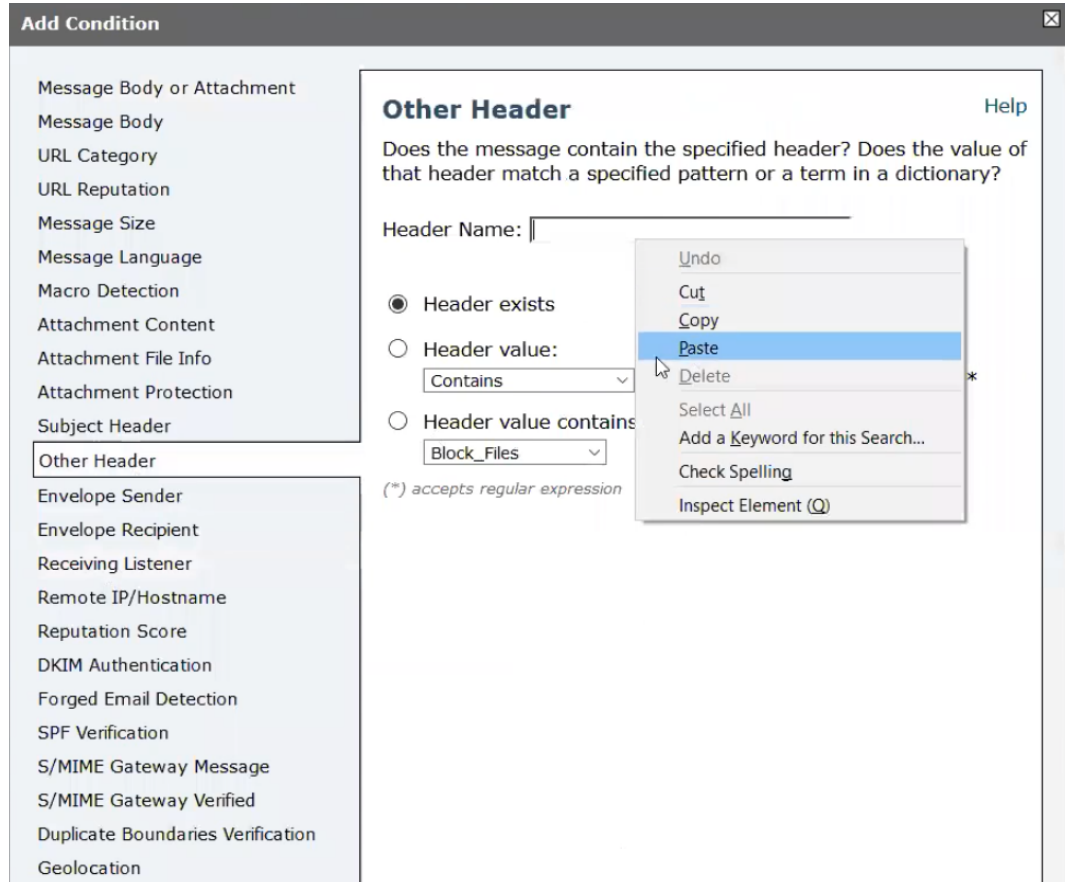 Add Condition
Message Body or Attachment
Message Body
URL Category
URL Reputation
Message Size
Message Language
Macro Detection
Attachment Content
Attachment File Info
Attachment Protection
Subject Header
Other Header
Envelope Sender
Envelope Recipient
Receiving Listener
Remote IP/Hostname
Reputation Score
DKIM Authentication
Forged Email Detection
SPF Verification
S/MIME Gateway Message
S/MIME Gateway Verified
Duplicate Boundaries Verification
Geolocation
Other Header
Help
Does the message contain the specified header? Does the value of
that header match a specified pattern or a term in a dictionary?
Header Name:
Header exists
Header value:
Contains
*
Header value contains
Block_Files
(*) accepts regular expression
Undo
Cut
Copy
Paste
Delete
Select All
Add a Keyword for this Search...
Check Spelling
Inspect Element (Q)